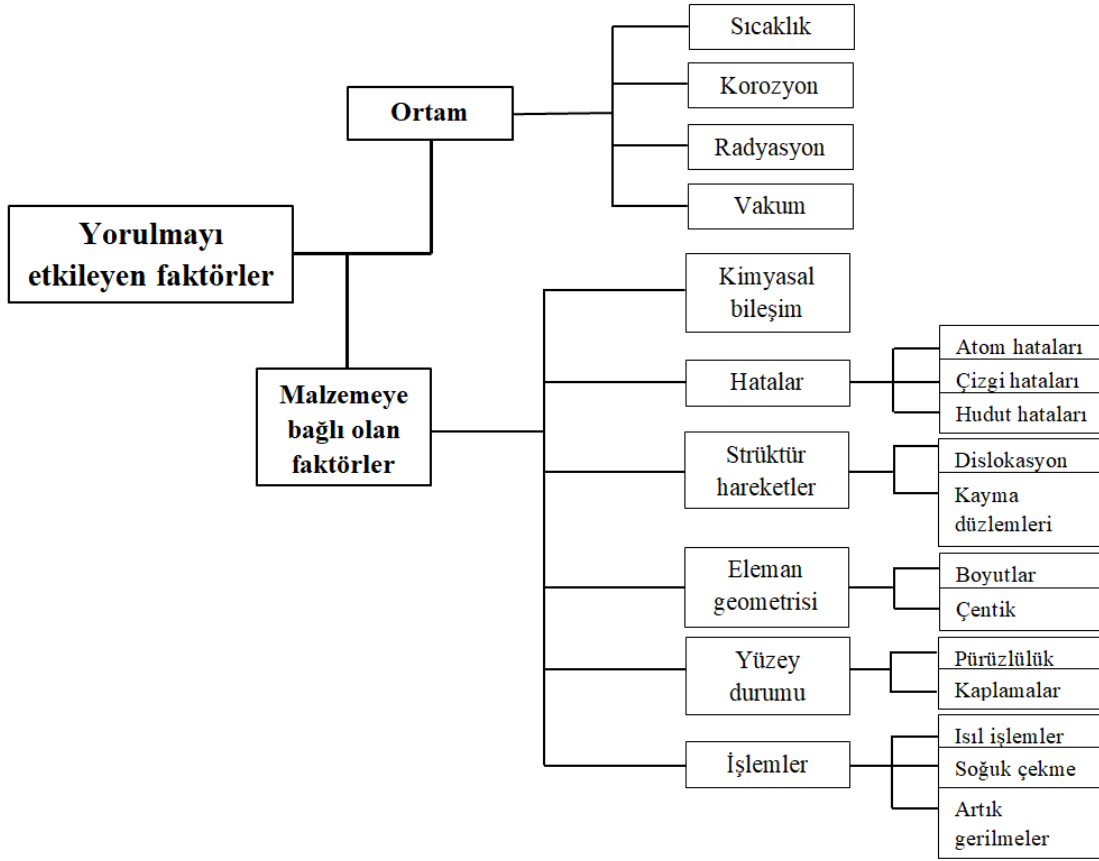 Yorulmayı
etkileyen faktörler
Ortam
Sıcaklık
Korozyon
Radyasyon
Vakum
Malzemeye
bağlı olan
faktörler
Kimyasal
bileşim
Hatalar
Atom hataları
Çizgi hataları
Hudut hataları
Strüktür
hareketler
Dislokasyon
Kayma
düzlemleri
Eleman
geometrisi
Boyutlar
Çentik
Yüzey
durumu
Pürüzlülük
Kaplamalar
İşlemler
Isıl işlemler
Soğuk çekme
Artık
gerilmeler